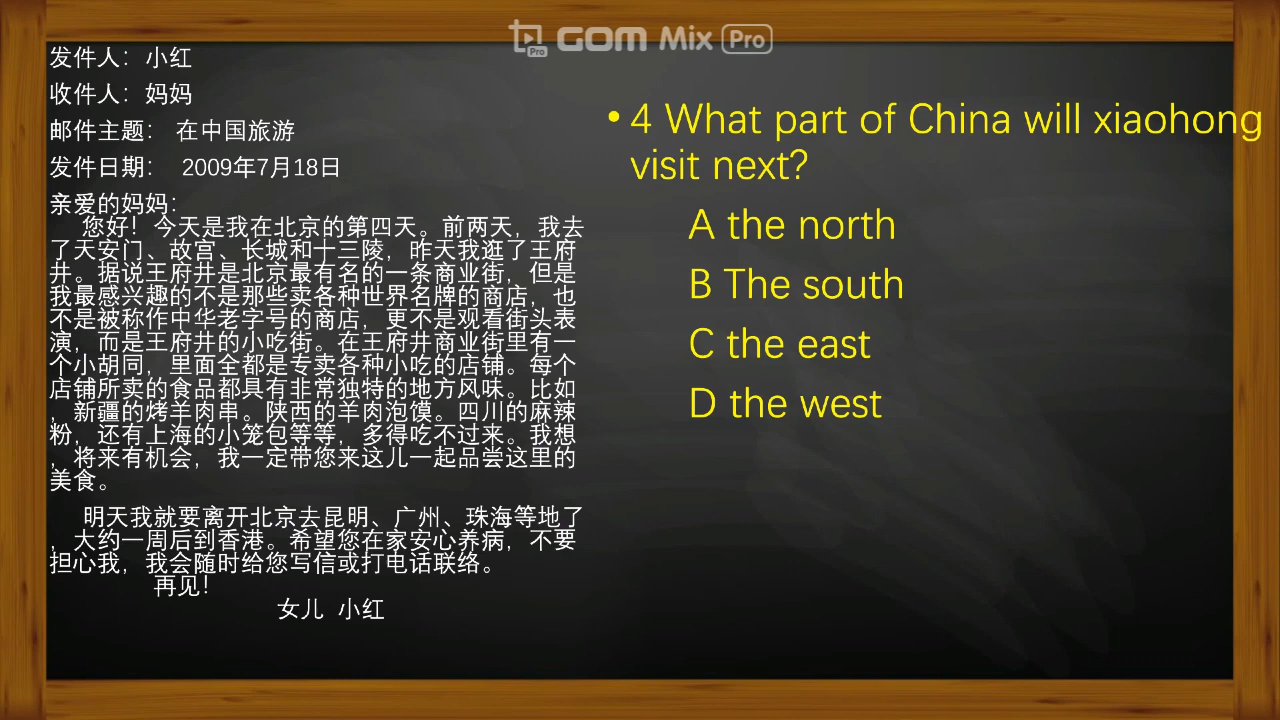 GOM Mix Pro
发件人：小红
收件人：妈妈
邮件主题： 在中国旅游
发件日期： 2009年7月18日
亲爱的妈妈：
您好！今天是我在北京的第四天。前两天，我去
了天安门、故宫、长城和十三陵，昨天我逛了王府
井。据说王府井是北京最有名的一条商业街，但是
我最感兴趣的不是那些卖各种世界名牌的商店，也
不是被称作中华老字号的商店，更不是观看街头表
演，而是王府井的小吃街。在王府井商业街里有一
个小胡同，里面全都是专卖各种小吃的店铺。每个
店铺所卖的食品都具有非常独特的地方风味。比如
，新疆的烤羊肉串。陕西的羊肉泡馍。四川的麻辣
粉，还有上海的小笼包等等，多得吃不过来。我想
，将来有机会，我一定带您来这儿一起品尝这里的
美食。
明天我就要离开北京去昆明、广州、珠海等地了
，大约一周后到香港。希望您在家安心养病，不要
担心我，我会随时给您写信或打电话联络。
再见！
女儿 小红
• 4 What part of China will xiaohong
visit next?
A the north
B The south
C the east
D the west